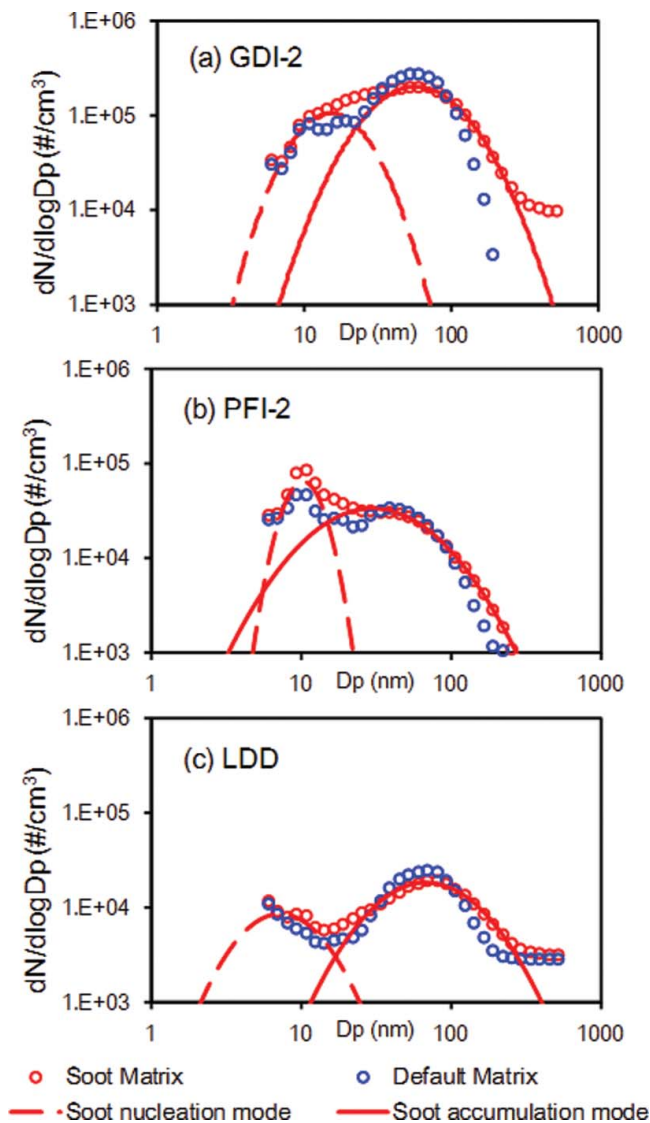 1.E+06
(a) GDI-2
1.E+05
1.E+04
1.E+03
dN/dlogDp (#/cm³)
1 10 Dp (nm) 100 1000
1.E+06
(b) PFI-2
1.E+05
1.E+04
1.E+03
dN/dlogDp (#/cm³)
1 10 Dp (nm) 100 1000
1.E+06
(c) LDD
1.E+05
1.E+04
1.E+03
dN/dlogDp (#/cm³)
1 10 Dp (nm) 100 1000
Soot Matrix Default Matrix
Soot nucleation mode Soot accumulation mode